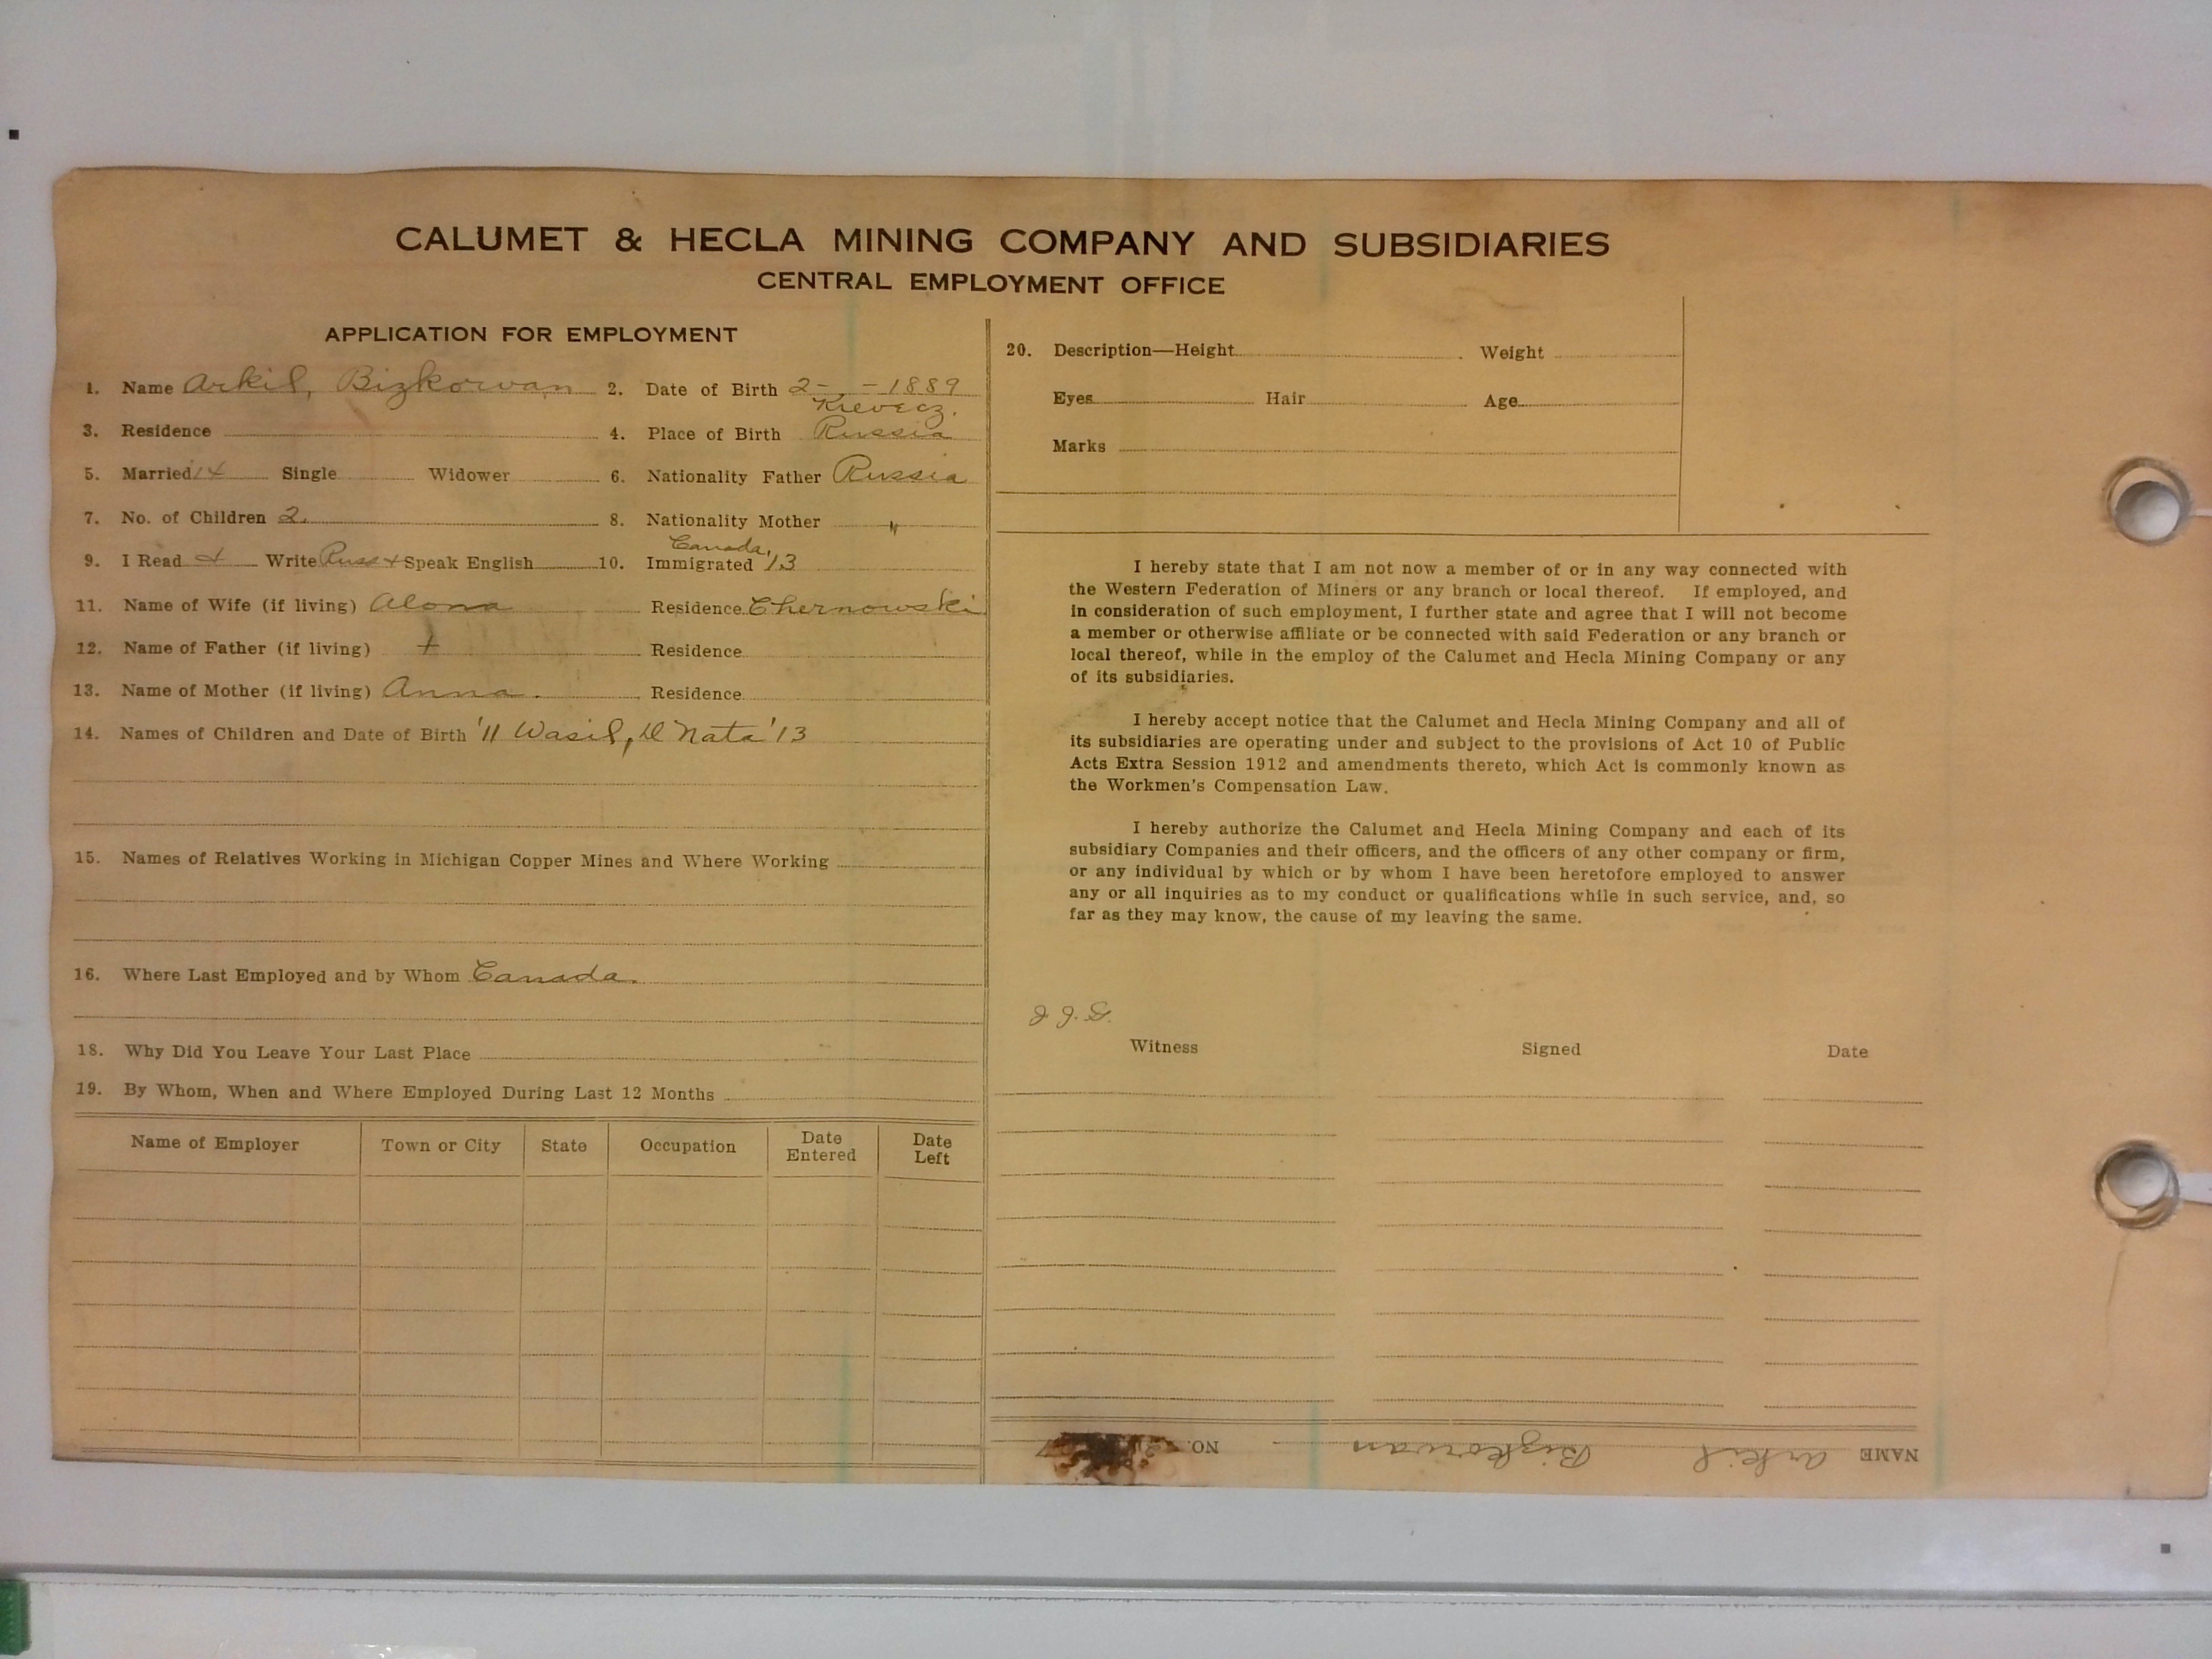 CALUMET & HECLA MINING COMPANY AND SUBSIDIARIES
CENTRAL EMPLOYMENT OFFICE
APPLICATION FOR EMPLOYMENT
1. Name Arkil, Bizkowan 2. Date of Birth 2- - 1889
Kievecz.
3. Residence 4. Place of Birth Russia
5. Married 14 Single Widower 6. Nationality Father Russia
7. No. of Children 2. 8. Nationality Mother "
Canada,
9. I Read & Write Russ + Speak English 10. Immigrated '13
11. Name of Wife (if living) Alona Residence Chernowski
12. Name of Father (if living) + Residence
13. Name of Mother (if living) Anna. Residence
14. Names of Children and Date of Birth '11 Wasil, Nata '13
15. Names of Relatives Working in Michigan Copper Mines and Where Working
16. Where Last Employed and by Whom Canada.
18. Why Did You Leave Your Last Place
19. By Whom, When and Where Employed During Last 12 Months
Name of Employer Town or City State Occupation Date Entered Date Left
20. Description—Height Weight
Eyes Hair Age
Marks
I hereby state that I am not now a member of or in any way connected with
the Western Federation of Miners or any branch or local thereof. If employed, and
in consideration of such employment, I further state and agree that I will not become
a member or otherwise affiliate or be connected with said Federation or any branch or
local thereof, while in the employ of the Calumet and Hecla Mining Company or any
of its subsidiaries.
I hereby accept notice that the Calumet and Hecla Mining Company and all of
its subsidiaries are operating under and subject to the provisions of Act 10 of Public
Acts Extra Session 1912 and amendments thereto, which Act is commonly known as
the Workmen's Compensation Law.
I hereby authorize the Calumet and Hecla Mining Company and each of its
subsidiary Companies and their officers, and the officers of any other company or firm,
or any individual by which or by whom I have been heretofore employed to answer
any or all inquiries as to my conduct or qualifications while in such service, and, so
far as they may know, the cause of my leaving the same.
J.G.
Witness Signed Date
NAME Arkil Bizkowan NO.